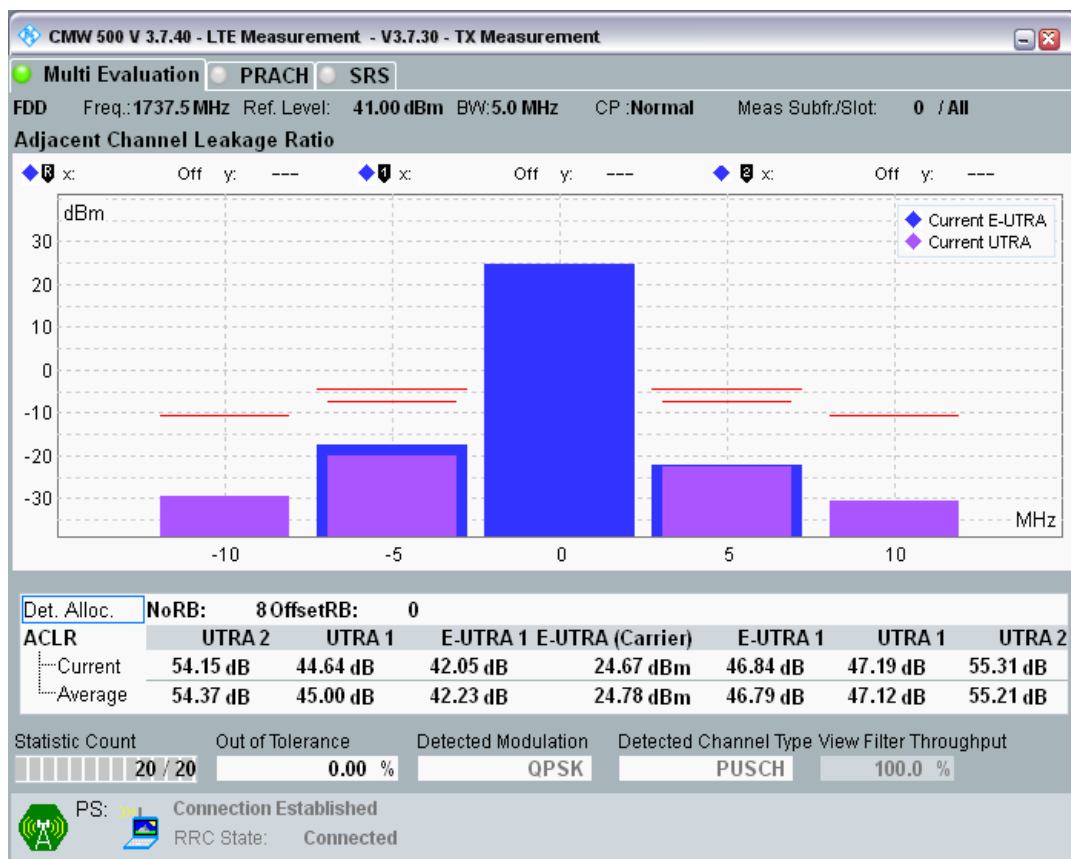 CMW 500 V 3.7.40 - LTE Measurement - V3.7.30 - TX Measurement
Multi Evaluation PRACH SRS
FDD Freq.: 1737.5 MHz Ref. Level: 41.00 dBm BW: 5.0 MHz CP : Normal Meas Subfr./Slot: 0 / All
Adjacent Channel Leakage Ratio
R x: Off y: --- 1 x: Off y: --- 2 x: Off y: ---
dBm
Current E-UTRA
Current UTRA
30
20
10
0
-10
-20
-30
MHz
-10 -5 0 5 10
Det. Alloc. NoRB: 8 OffsetRB: 0
ACLR UTRA 2 UTRA 1 E-UTRA 1 E-UTRA (Carrier) E-UTRA 1 UTRA 1 UTRA 2
Current 54.15 dB 44.64 dB 42.05 dB 24.67 dBm 46.84 dB 47.19 dB 55.31 dB
Average 54.37 dB 45.00 dB 42.23 dB 24.78 dBm 46.79 dB 47.12 dB 55.21 dB
Statistic Count Out of Tolerance Detected Modulation Detected Channel Type View Filter Throughput
20 / 20 0.00 % QPSK PUSCH 100.0 %
PS: Connection Established
RRC State: Connected